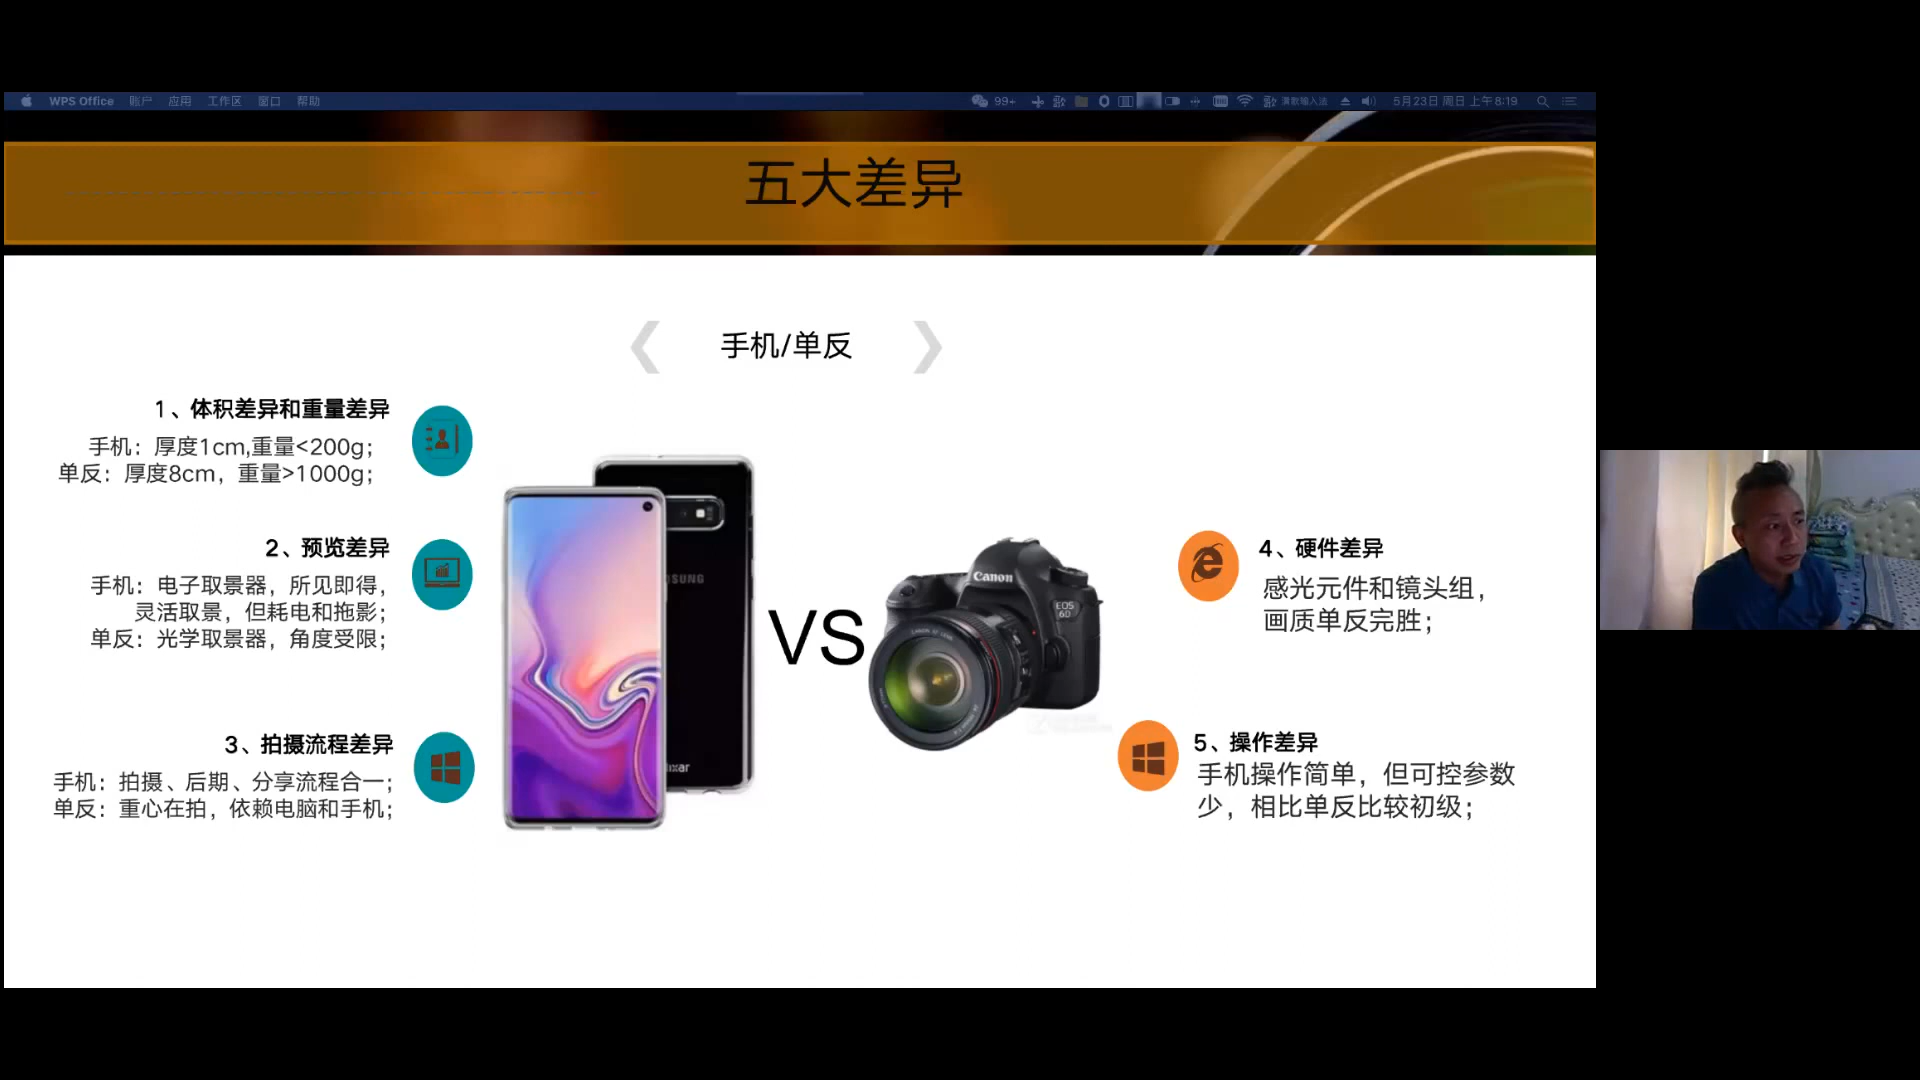 WPS Office 账户 应用 工作区 窗口 帮助
99+
搜狗输入法
5月23日 周日 上午8:19
五大差异
手机/单反
1、体积差异和重量差异
手机：厚度1cm,重量<200g；
单反：厚度8cm，重量>1000g；
2、预览差异
手机：电子取景器，所见即得，
灵活取景，但耗电和拖影；
单反：光学取景器，角度受限；
3、拍摄流程差异
手机：拍摄、后期、分享流程合一；
单反：重心在拍，依赖电脑和手机；
VS
Canon
EOS
6D
4、硬件差异
感光元件和镜头组，
画质单反完胜；
5、操作差异
手机操作简单，但可控参数
少，相比单反比较初级；